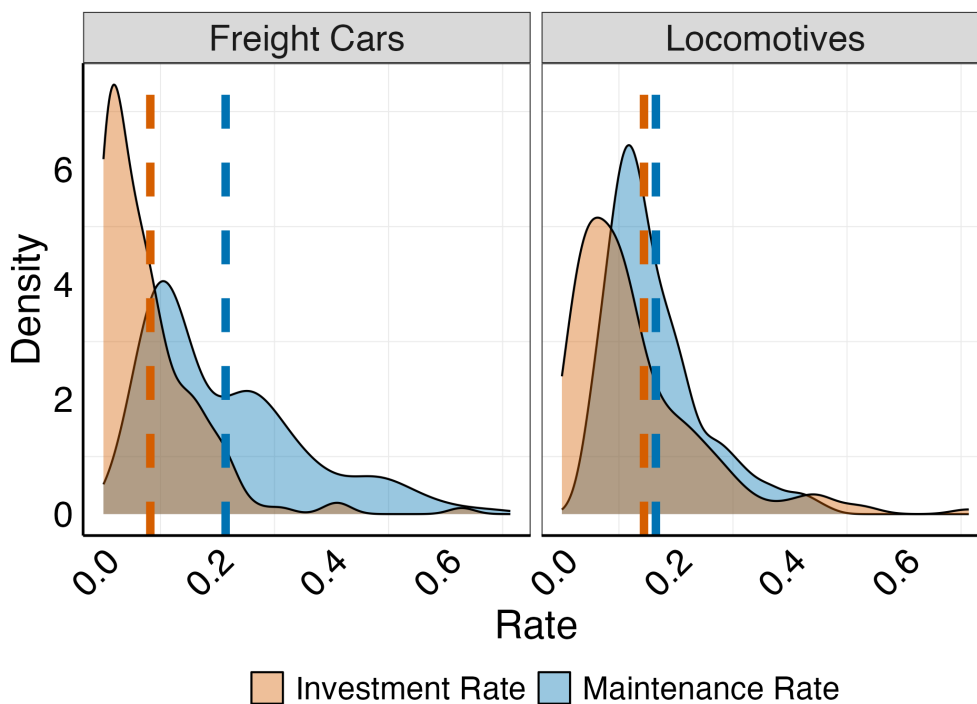 Freight Cars
Locomotives
Density
6
4
2
0
0.0 0.2 0.4 0.6
0.0 0.2 0.4 0.6
Rate
Investment Rate Maintenance Rate